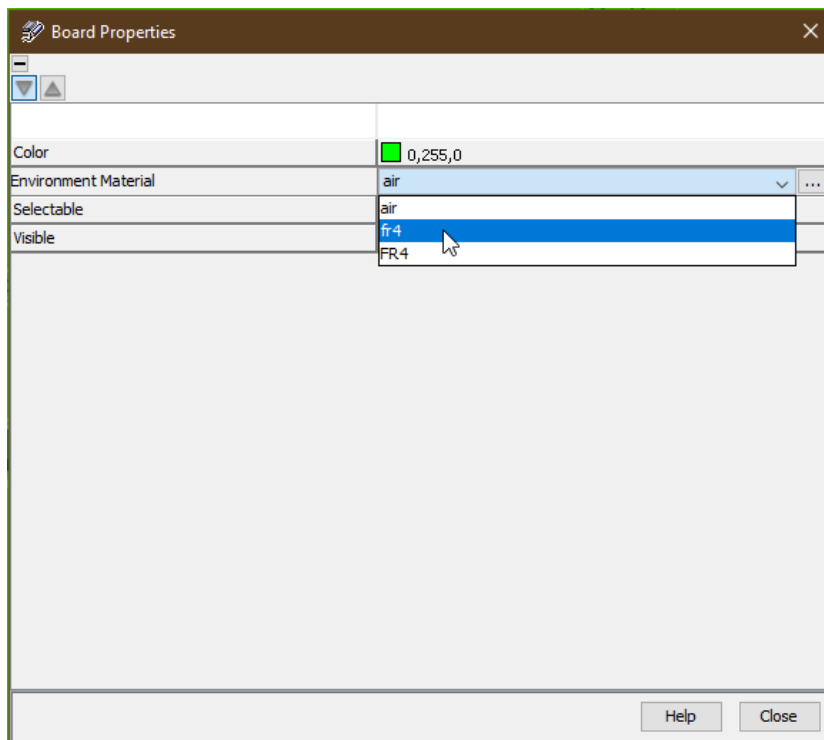 Board Properties
Color 0,255,0
Environment Material air ...
Selectable air
Visible fr4
FR4
Help Close